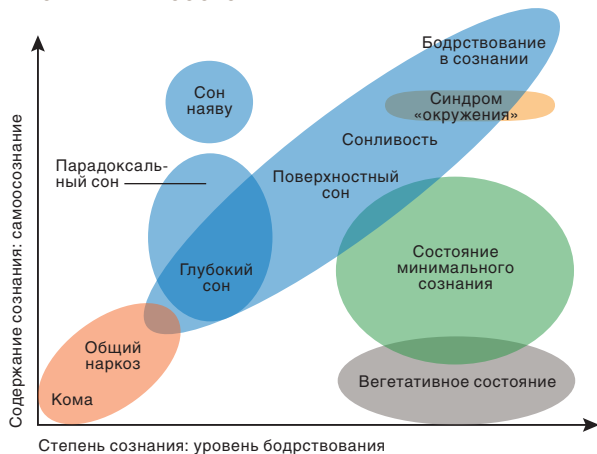 Бодрствование
в сознании
Сон
наяву
Синдром
«окружения»
Сонливость
Парадоксаль-
ный сон
Поверхностный
сон
Глубокий
сон
Состояние
минимального
сознания
Общий
наркоз
Кома
Вегетативное состояние
Содержание сознания: самоосознание
Степень сознания: уровень бодрствования